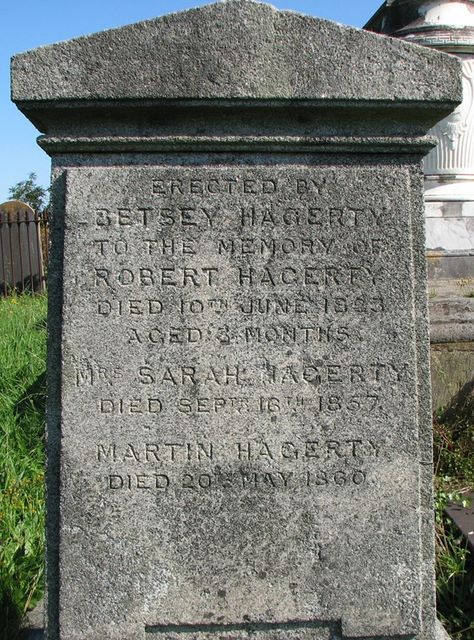 ERECTED BY
BETSEY HAGERTY
TO THE MEMORY OF
ROBERT HAGERTY
DIED 10TH JUNE 1823
AGED 3 MONTHS.
MRS SARAH HAGERTY
DIED SEPTR 16TH 1857.
MARTIN HAGERTY
DIED 20TH MAY 1860.